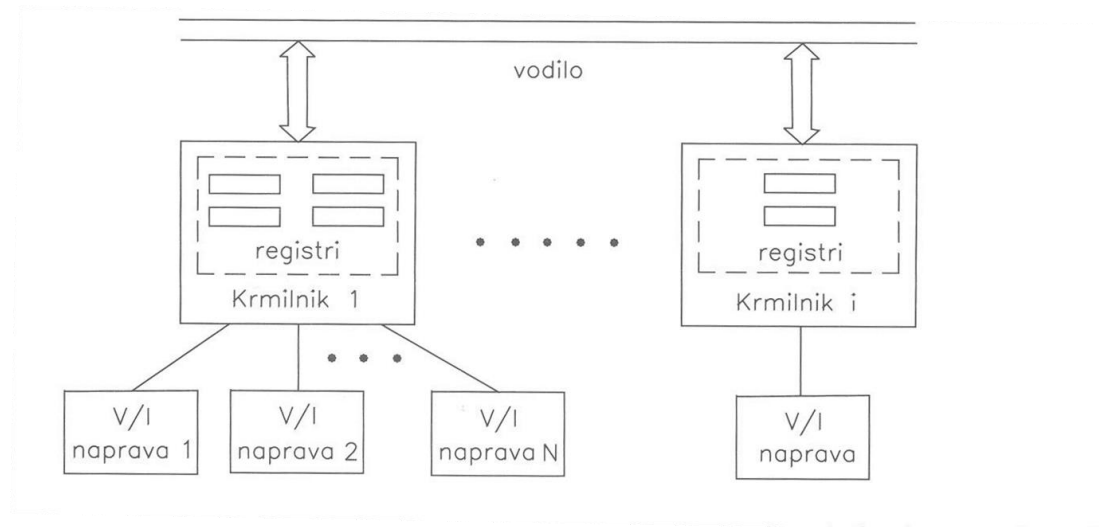 vodilo
registri
Krmilnik 1
registri
Krmilnik i
V/I
naprava 1
V/I
naprava 2
V/I
naprava N
V/I
naprava